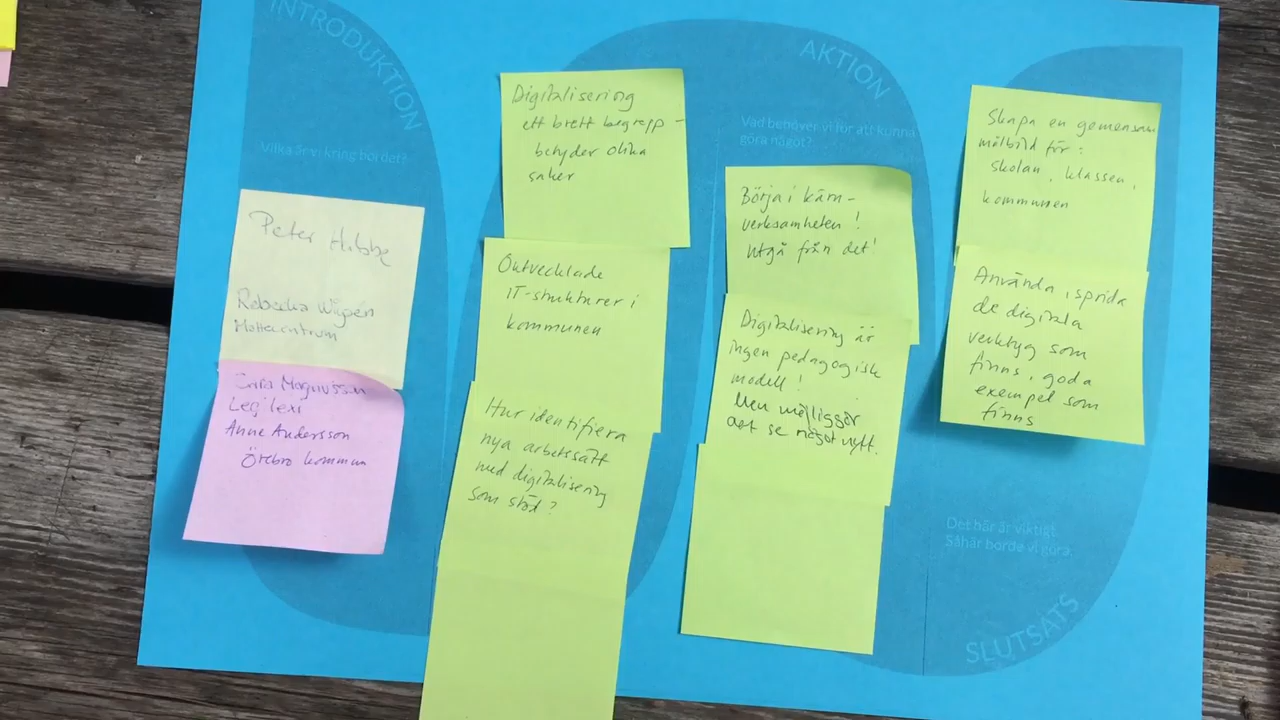 INTRODUKTION
Vilka är vi kring bordet?
Peter
Rebecka
Mattecentrum
Sara Magnusson
Legilexi
Anne Andersson
Örebro kommun
Digitalisering
ett brett begrepp –
betyder olika
saker
Outvecklade
IT-strukturer i
kommunen
Hur identifiera
nya arbetssätt
med digitalisering
som stöd?
AKTION
Vad behöver vi för att kunna
göra något?
Börja i kärn-
verksamheten!
Utgå från det!
Digitalisering är
ingen pedagogisk
modell!
Men möjliggör
att se något nytt.
Skapa en gemensam
målbild för:
skolan, klassen,
kommunen
Använda, sprida
de digitala
verktyg som
finns, goda
exempel som
finns
Det här är viktigt.
Såhär borde vi göra.
SLUTSATS